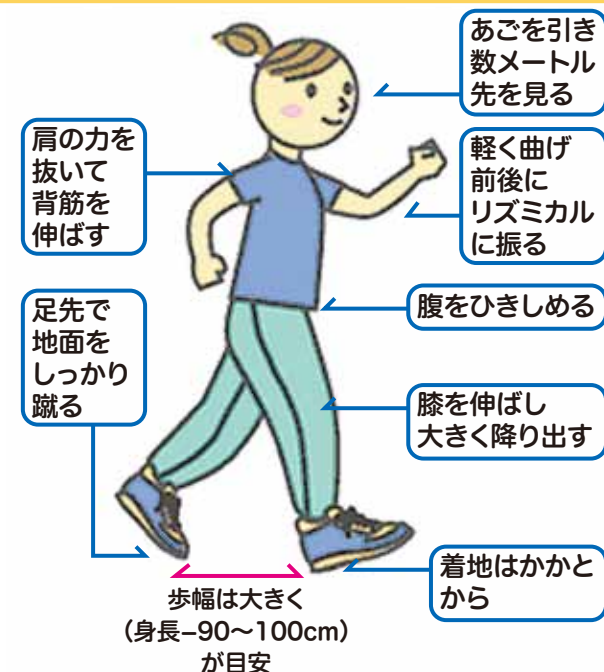 あごを引き
数メートル
先を見る
肩の力を
抜いて
背筋を
伸ばす
軽く曲げ
前後に
リズミカル
に振る
腹をひきしめる
足先で
地面を
しっかり
蹴る
膝を伸ばし
大きく降り出す
着地はかかと
から
歩幅は大きく
（身長−90〜100cm）
が目安